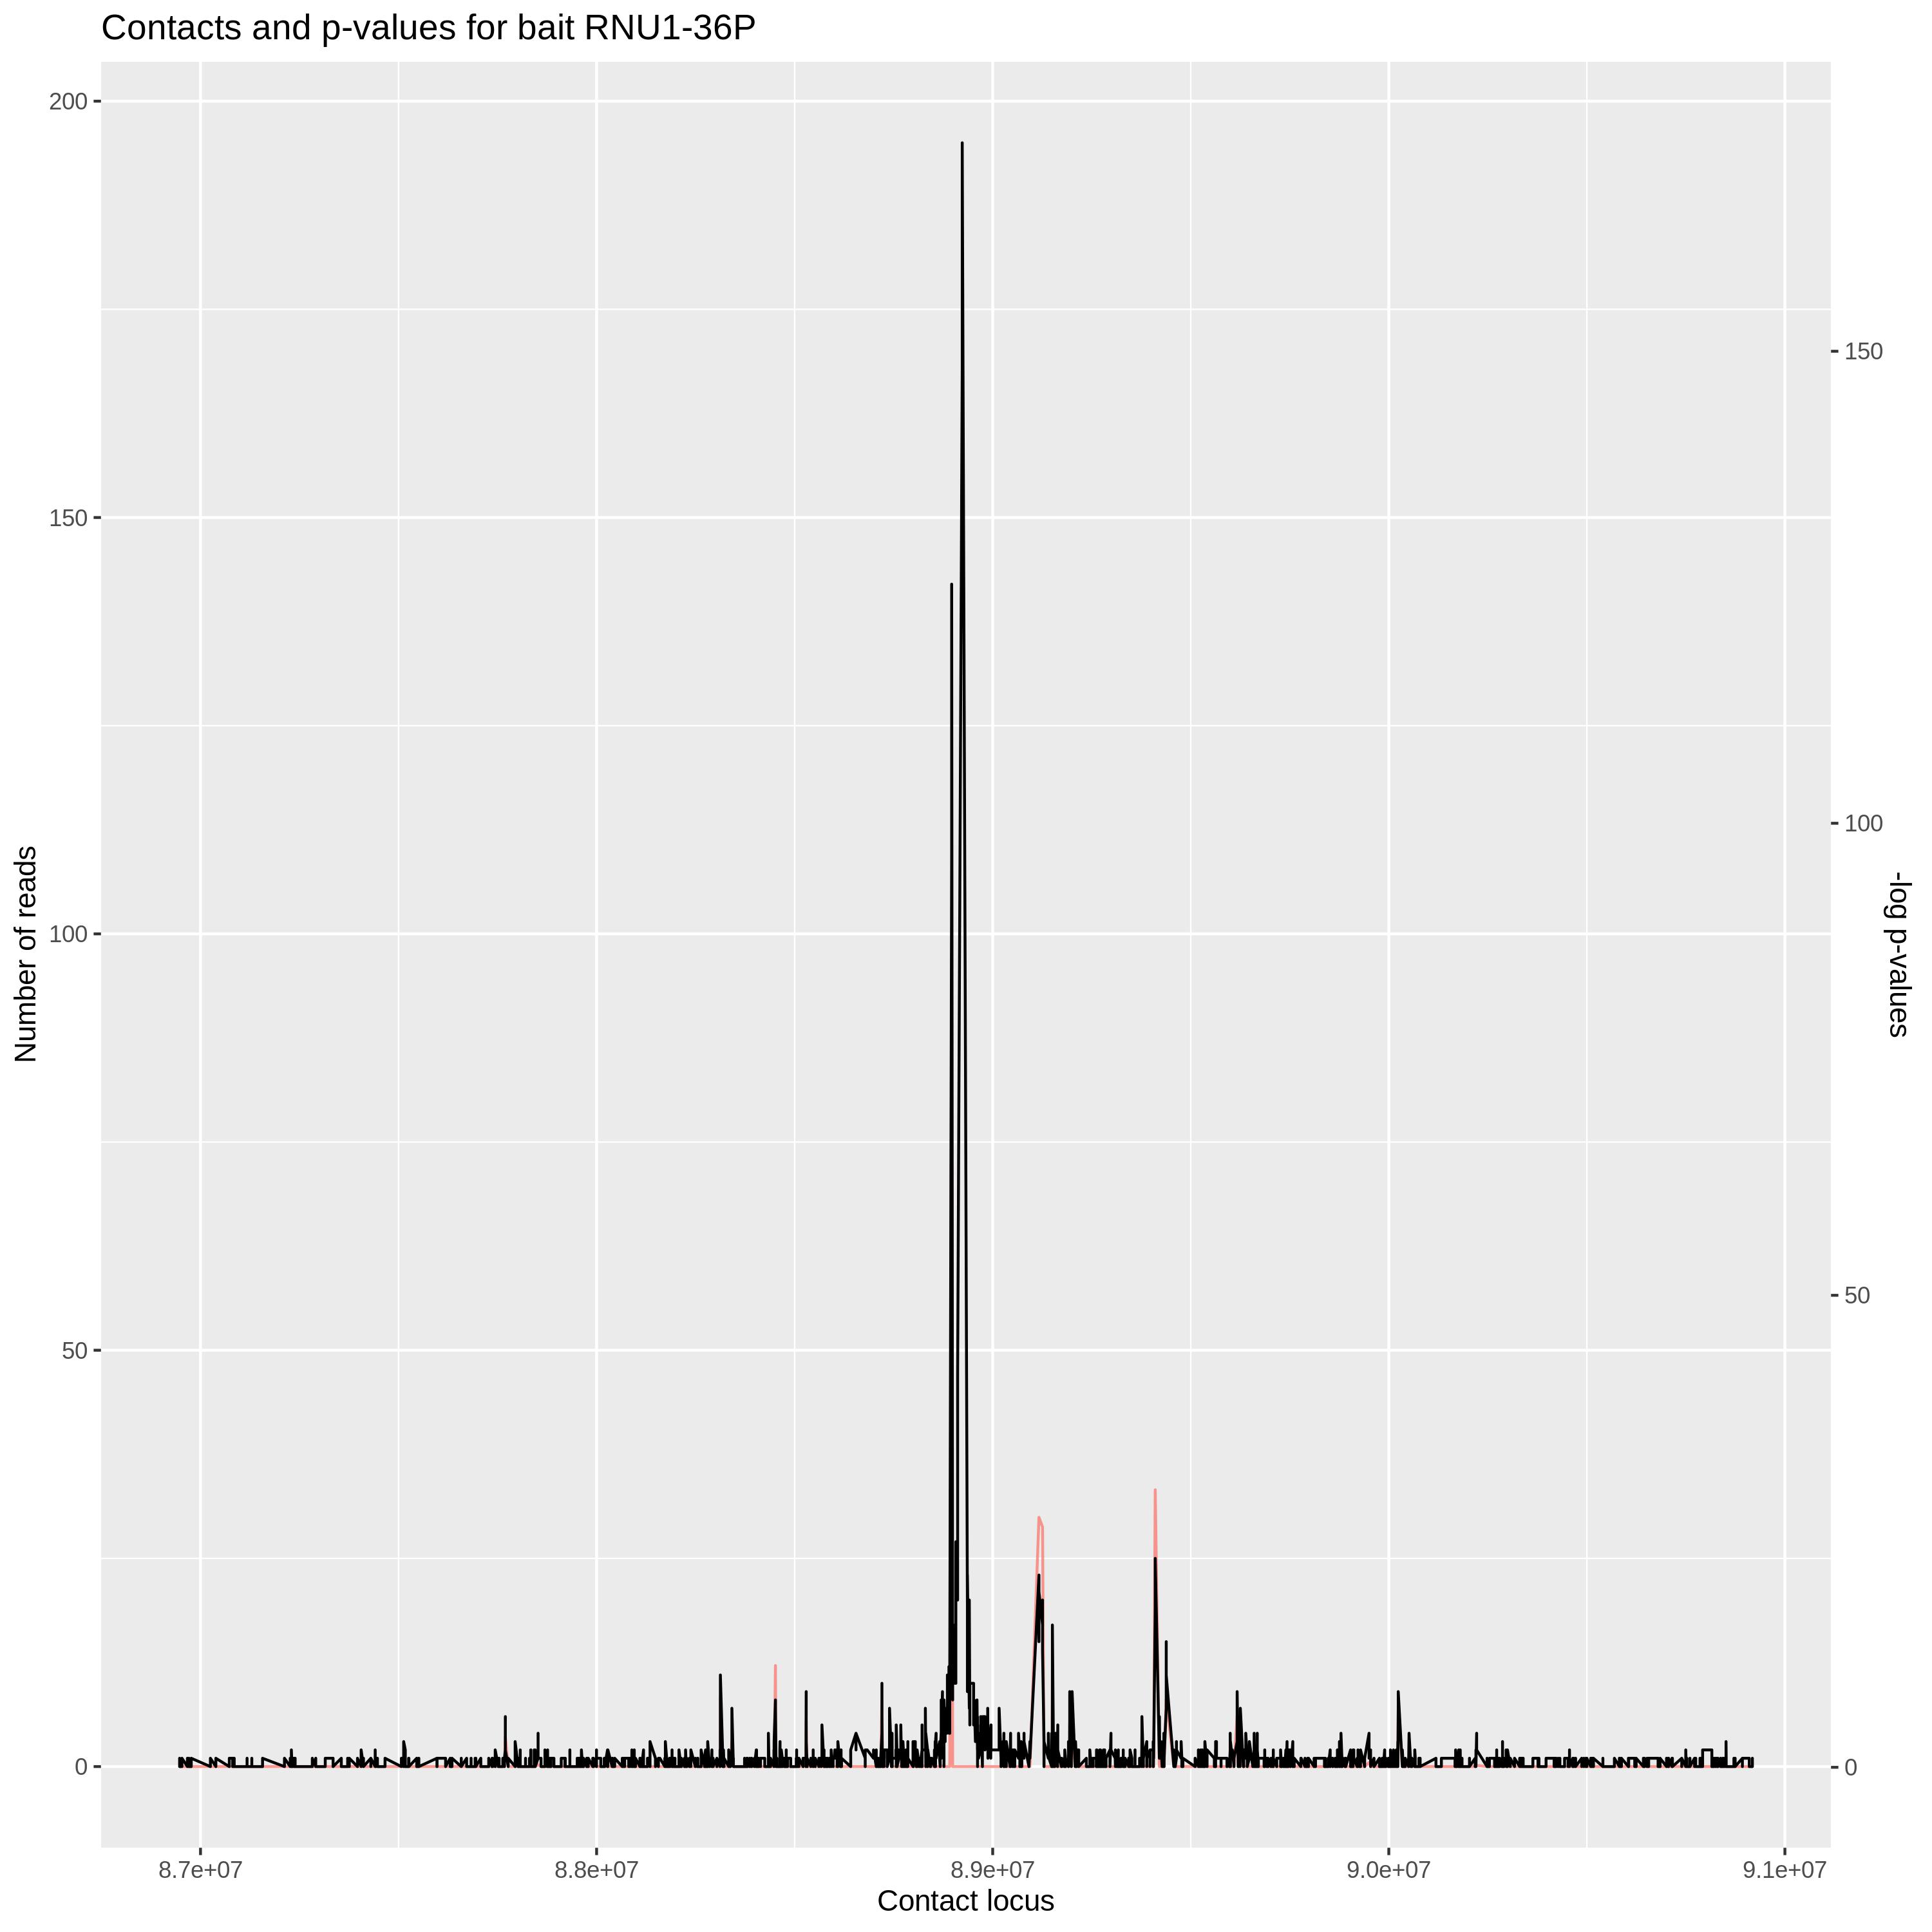 Contacts and p-values for bait RNU1-36P
200
150
100
50
0
Number of reads
150
100
50
0
-log p-values
8.7e+07 8.8e+07 8.9e+07 9.0e+07 9.1e+07
Contact locus